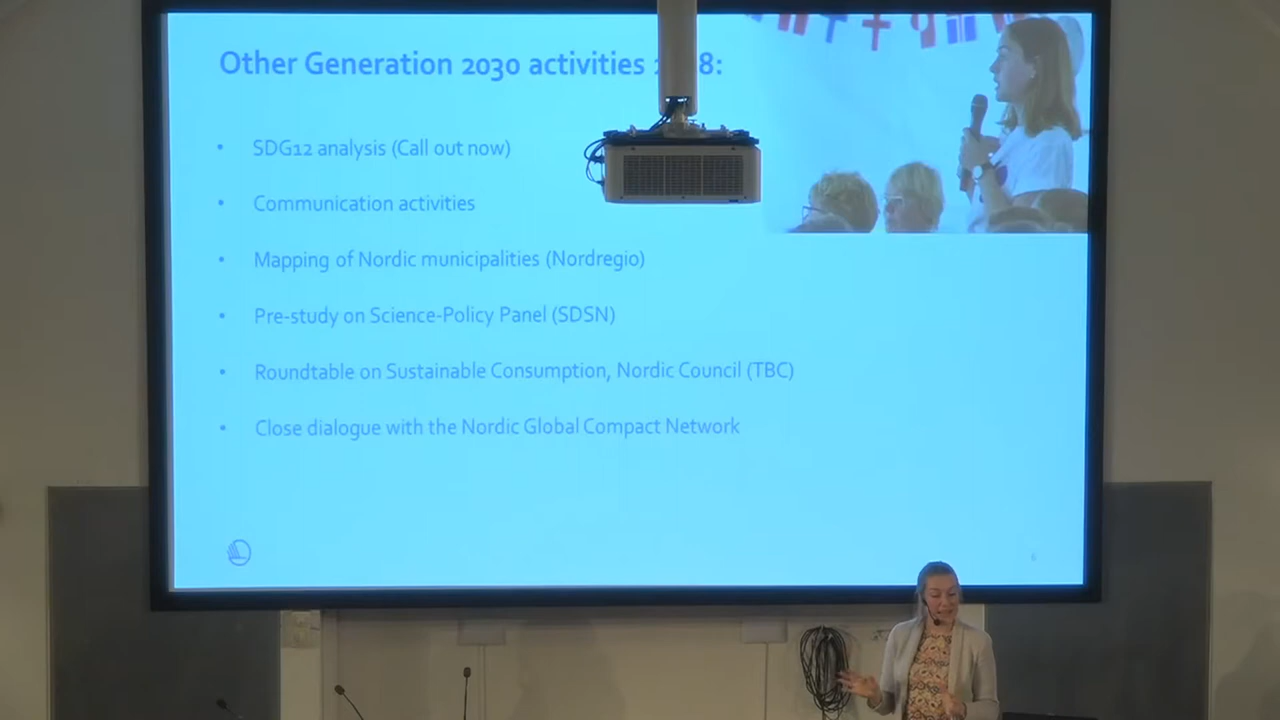 Other Generation 2030 activities 8:
• SDG12 analysis (Call out now)
• Communication activities
• Mapping of Nordic municipalities (Nordregio)
• Pre-study on Science-Policy Panel (SDSN)
• Roundtable on Sustainable Consumption, Nordic Council (TBC)
• Close dialogue with the Nordic Global Compact Network